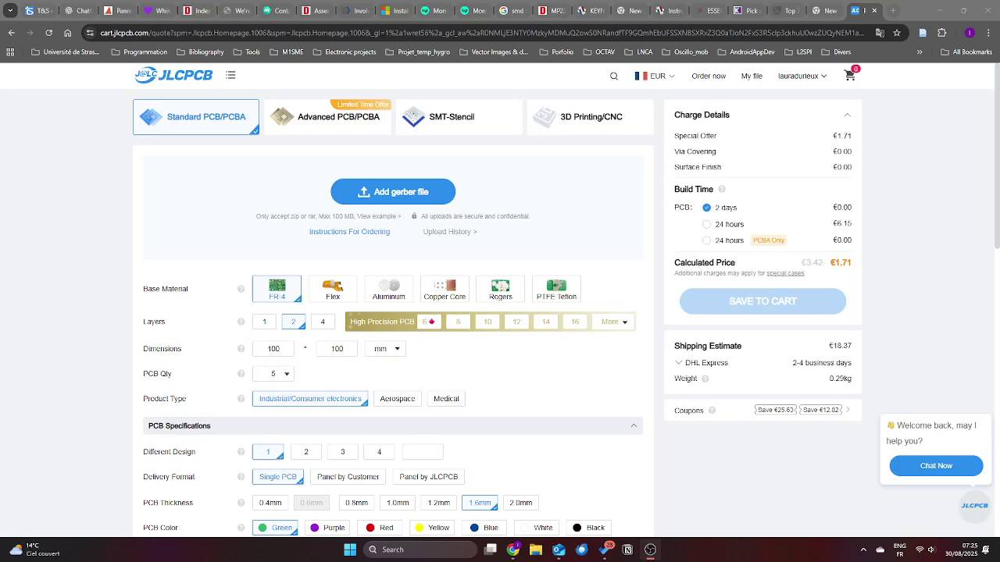 T&S
Chat
Pann
Whin
Inde
We're
Cont
Asse
Invol
Instal
Mon
Mon
smd
MP2
KEYV
New
Instr
ESSE
Pick
lauradur
New
cart.jlcpcb.com/quote?spm=Jlcpcb.Homepage.1006&spm=Jlcpcb.Homepage.1006&
Université de Stras...
Programmation
Tools
M1SME
Projet_temp_hygro
Vector Images & d...
Portfolio
OCTAV
LNCA
Oscillo_max
AndroidAppDev
L2SPI
Divers
»
All Bookmarks
J@LC JLCPCB
EUR
Order now
My file
lauradurieux
0
Standard PCB/PCBA
Limited Time Offer
Advanced PCB/PCBA
SMT-Stencil
3D Printing/CNC
Add gerber file
Only accept zip or rar, Max 100 MB, View example >
All uploads are secure and confidential.
Instructions For Ordering
Upload History >
Base Material
FR-4
Flex
Aluminum
Copper Core
Rogers
PTFE Teflon
Layers
1
2
4
High Precision PCB
6
8
10
12
14
16
More
Dimensions
100
*
100
mm
PCB Qty
5
Product Type
Industrial/Consumer electronics
Aerospace
Medical
PCB Specifications
Different Design
1
2
3
4
Delivery Format
Single PCB
Panel by Customer
Panel by JLCPCB
PCB Thickness
0.4mm
0.6mm
0.8mm
1.0mm
1.2mm
1.6mm
2.0mm
PCB Color
Green
Purple
Red
Yellow
Blue
White
Black
Charge Details
Special Offer €1.71
Via Covering €0.00
Surface Finish €0.00
Build Time
PCB: 2 days €0.00
24 hours €6.15
24 hours PCBA Only €0.00
Calculated Price €3.42 €1.71
Additional charges may apply for special cases
SAVE TO CART
Shipping Estimate €18.37
DHL Express 2-4 business days
Weight 0.29kg
Coupons Save €25.63 Save €12.82
Welcome back, may I
help you?
Chat Now
JLCPCB
14°C
Ciel couvert
Search
1
23
ENG
FR
07:25
30/08/2025